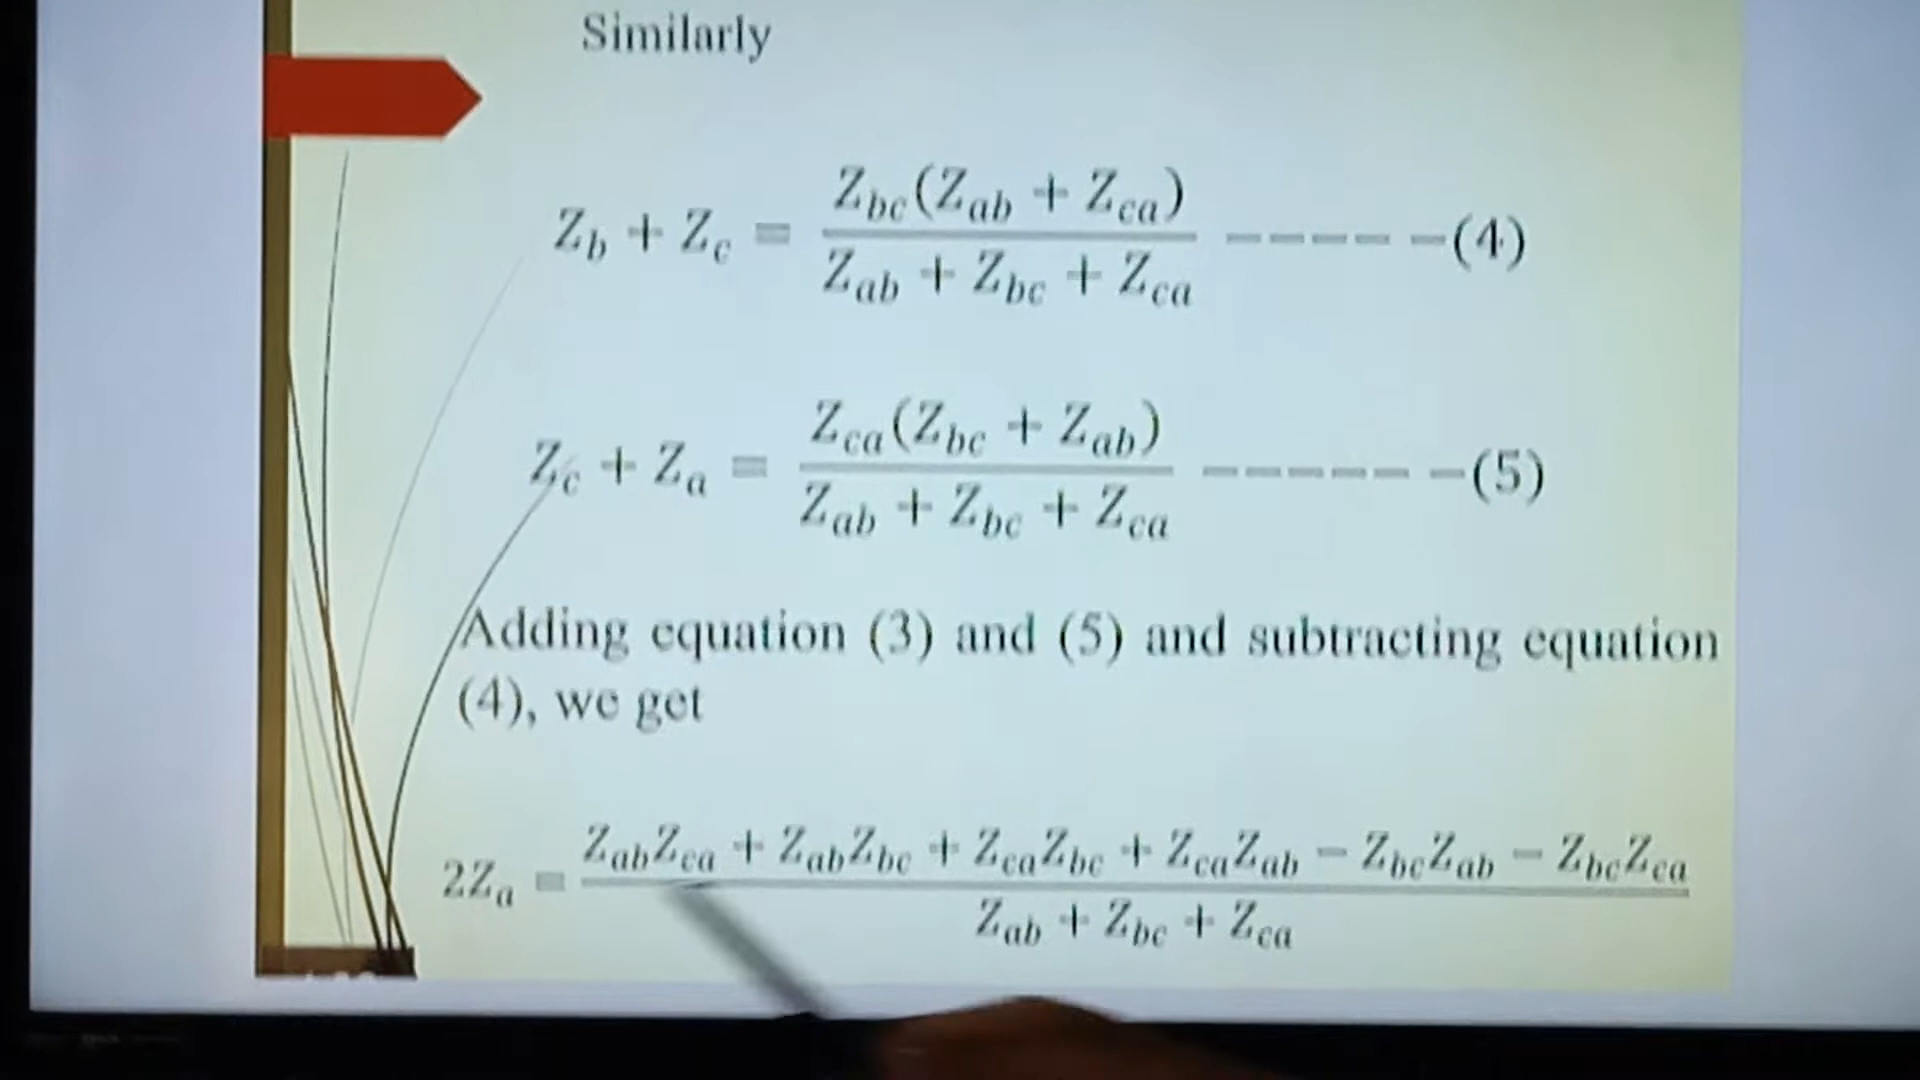 Similarly
Z_b + Z_c = Z_bc(Z_ab + Z_ca) / Z_ab + Z_bc + Z_ca ----- -(4)
Z_c + Z_a = Z_ca(Z_bc + Z_ab) / Z_ab + Z_bc + Z_ca ------ -(5)
Adding equation (3) and (5) and subtracting equation
(4), we get
2Z_a = Z_abZ_ca + Z_abZ_bc + Z_caZ_bc + Z_caZ_ab − Z_bcZ_ab − Z_bcZ_ca / Z_ab + Z_bc + Z_ca